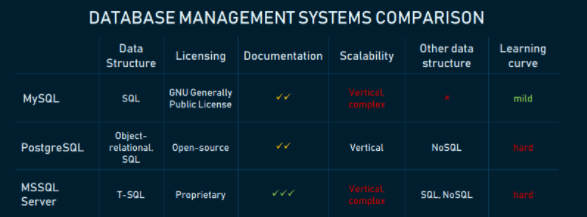 DATABASE MANAGEMENT SYSTEMS COMPARISON
Data Structure Licensing Documentation Scalability Other data structure Learning curve
MySQL SQL GNU Generally Public License ✓✓ Vertical, complex × mild
PostgreSQL Object-relational, SQL Open-source ✓✓ Vertical NoSQL hard
MSSQL Server T-SQL Proprietary ✓✓✓ Vertical, complex SQL, NoSQL hard